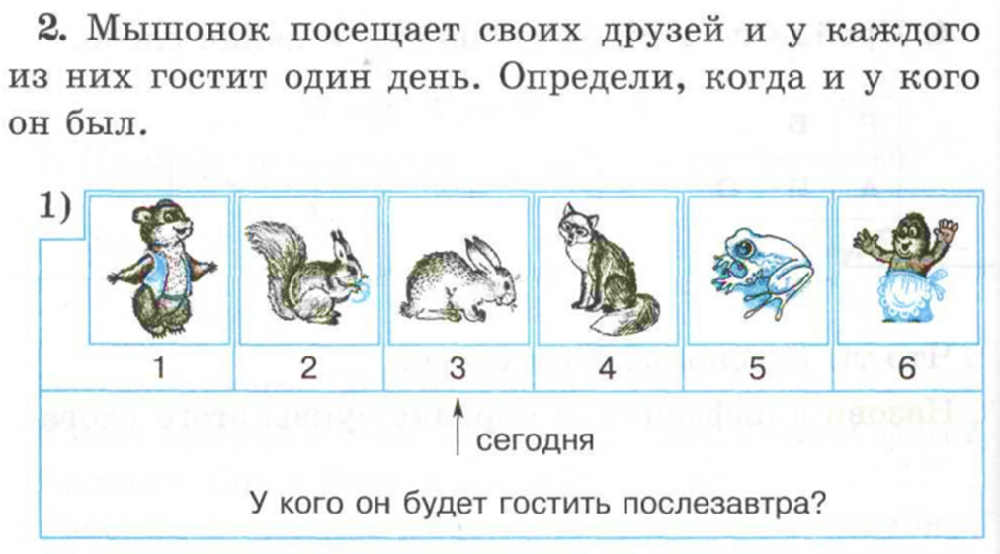 2. Мышонок посещает своих друзей и у каждого
из них гостит один день. Определи, когда и у кого
он был.
1)
1 2 3 4 5 6
сегодня
У кого он будет гостить послезавтра?